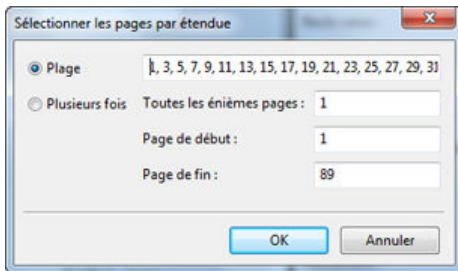 Sélectionner les pages par étendue
Plage
1, 3, 5, 7, 9, 11, 13, 15, 17, 19, 21, 23, 25, 27, 29, 31
Plusieurs fois
Toutes les énièmes pages : 1
Page de début : 1
Page de fin : 89
OK Annuler